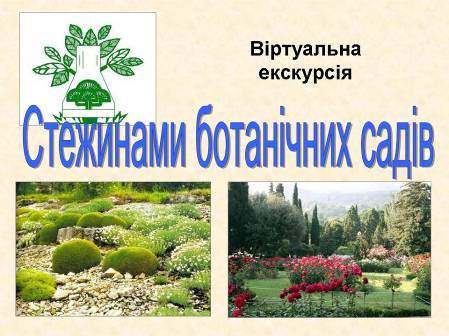 Віртуальна
екскурсія
Стежинами ботанічних садів